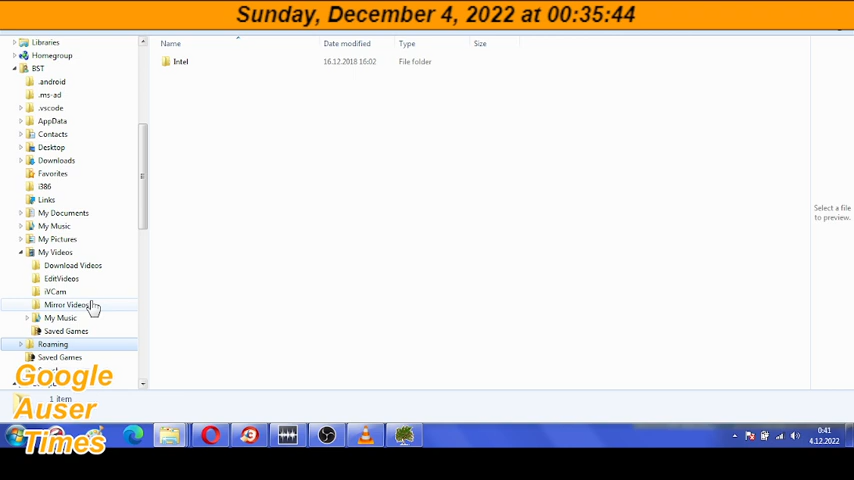 Sunday, December 4, 2022 at 00:35:44
Libraries
Homegroup
BST
.android
.ms-ad
.vscode
AppData
Contacts
Desktop
Downloads
Favorites
i386
Links
My Documents
My Music
My Pictures
My Videos
Download Videos
EditVideos
iVCam
Mirror Videos
My Music
Saved Games
Roaming
Saved Games
Name Date modified Type Size
Intel 16.12.2018 16:02 File folder
Select a file
to preview.
1 item
Google
Auser
Times
0:41
4.12.2022